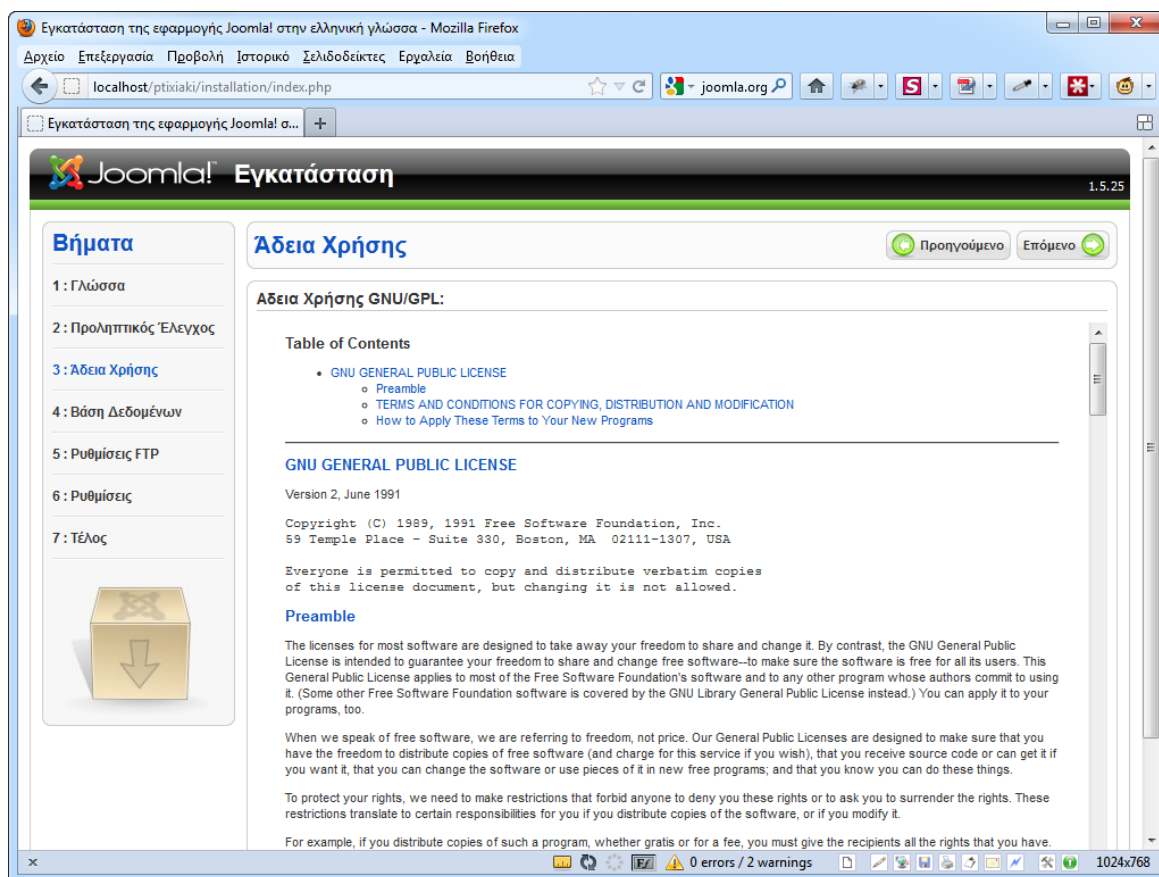 Εγκατάσταση της εφαρμογής Joomla! στην ελληνική γλώσσα - Mozilla Firefox
Αρχείο Επεξεργασία Προβολή Ιστορικό Σελιδοδείκτες Εργαλεία Βοήθεια
localhost/ptixiaki/installation/index.php
joomla.org
Εγκατάσταση της εφαρμογής Joomla! σ...
Joomla! Εγκατάσταση
1.5.25
Βήματα
1 : Γλώσσα
2 : Προληπτικός Έλεγχος
3 : Άδεια Χρήσης
4 : Βάση Δεδομένων
5 : Ρυθμίσεις FTP
6 : Ρυθμίσεις
7 : Τέλος
Άδεια Χρήσης
Προηγούμενο
Επόμενο
Αδεια Χρήσης GNU/GPL:
Table of Contents
GNU GENERAL PUBLIC LICENSE
Preamble
TERMS AND CONDITIONS FOR COPYING, DISTRIBUTION AND MODIFICATION
How to Apply These Terms to Your New Programs
GNU GENERAL PUBLIC LICENSE
Version 2, June 1991
Copyright (C) 1989, 1991 Free Software Foundation, Inc.
59 Temple Place - Suite 330, Boston, MA  02111-1307, USA
Everyone is permitted to copy and distribute verbatim copies
of this license document, but changing it is not allowed.
Preamble
The licenses for most software are designed to take away your freedom to share and change it. By contrast, the GNU General Public
License is intended to guarantee your freedom to share and change free software--to make sure the software is free for all its users. This
General Public License applies to most of the Free Software Foundation's software and to any other program whose authors commit to using
it. (Some other Free Software Foundation software is covered by the GNU Library General Public License instead.) You can apply it to your
programs, too.
When we speak of free software, we are referring to freedom, not price. Our General Public Licenses are designed to make sure that you
have the freedom to distribute copies of free software (and charge for this service if you wish), that you receive source code or can get it if
you want it, that you can change the software or use pieces of it in new free programs; and that you know you can do these things.
To protect your rights, we need to make restrictions that forbid anyone to deny you these rights or to ask you to surrender the rights. These
restrictions translate to certain responsibilities for you if you distribute copies of the software, or if you modify it.
For example, if you distribute copies of such a program, whether gratis or for a fee, you must give the recipients all the rights that you have.
0 errors / 2 warnings
1024x768